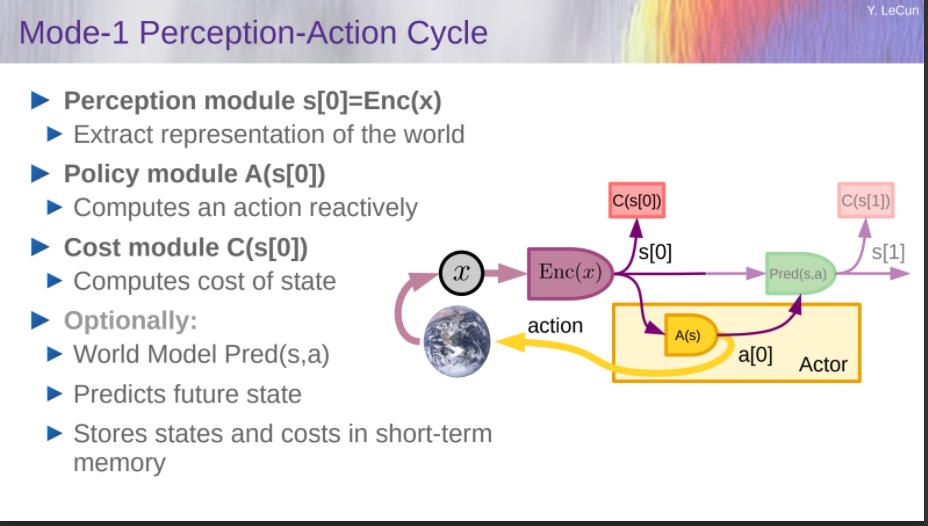 Y. LeCun
Mode-1 Perception-Action Cycle
Perception module s[0]=Enc(x)
Extract representation of the world
Policy module A(s[0])
Computes an action reactively
Cost module C(s[0])
Computes cost of state
Optionally:
World Model Pred(s,a)
Predicts future state
Stores states and costs in short-term
memory
C(s[0])
C(s[1])
s[0]
s[1]
x
Enc(x)
Pred(s,a)
action
A(s)
a[0]
Actor